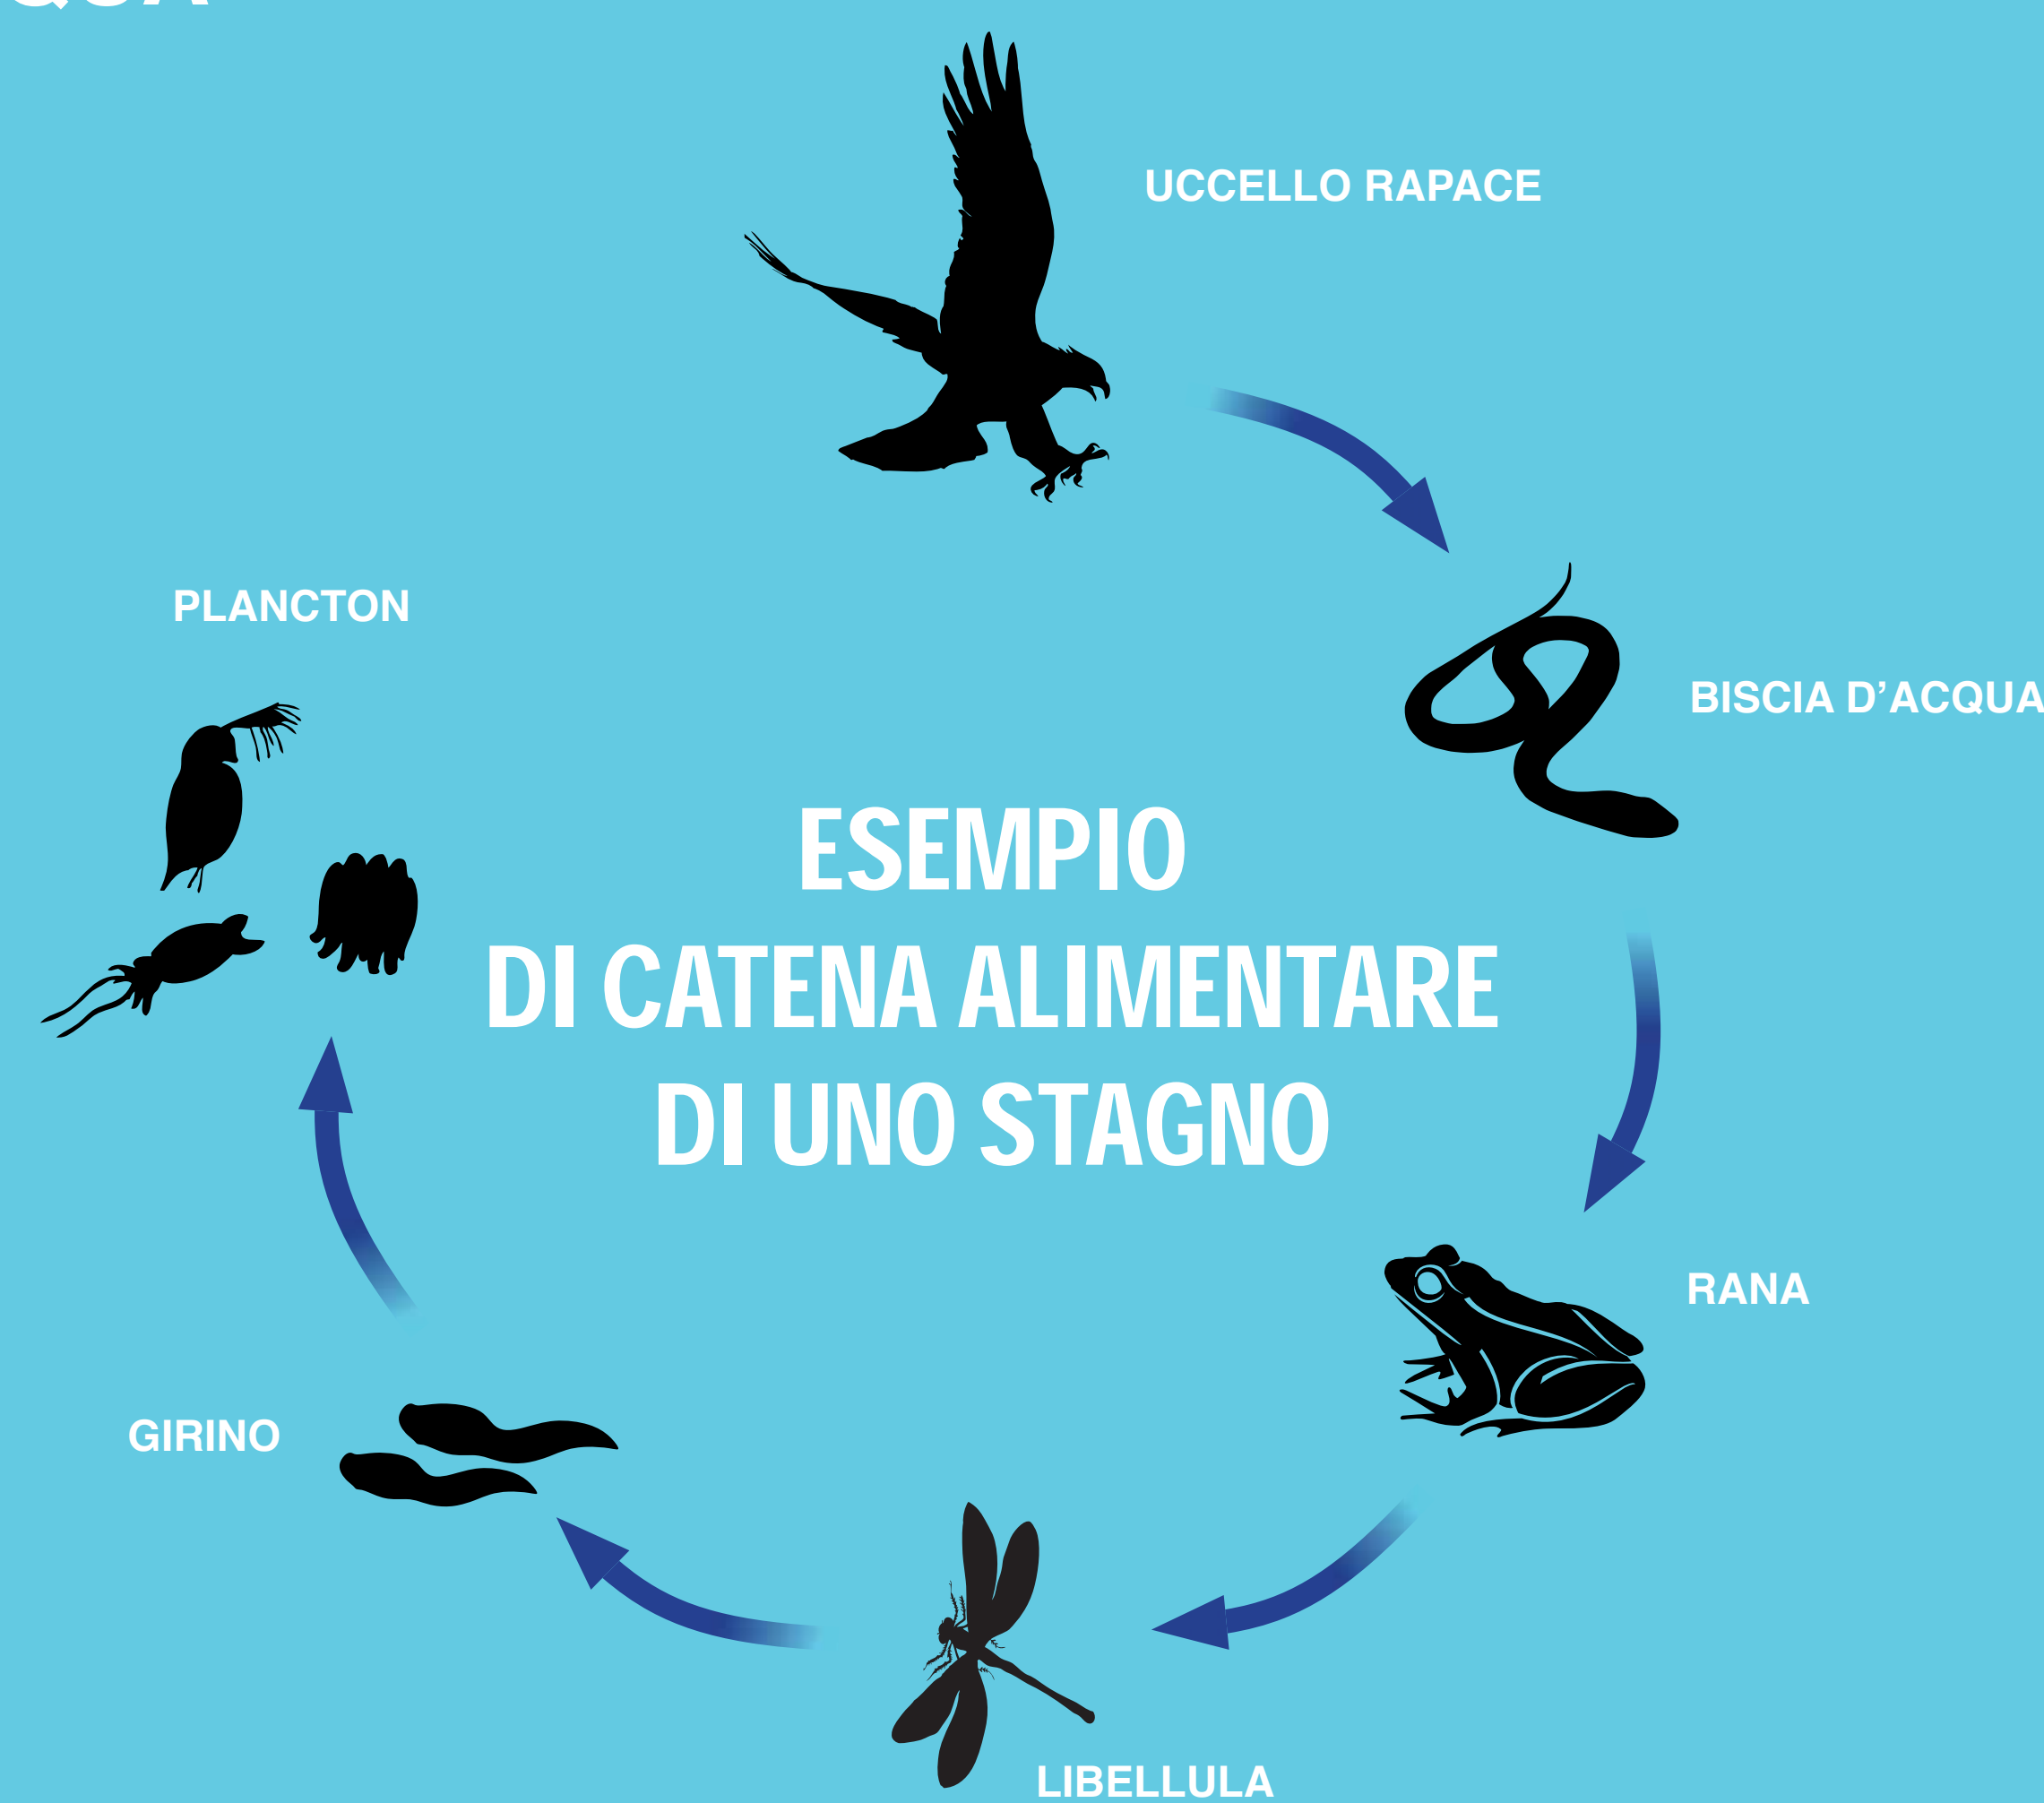 UCCELLO RAPACE
PLANCTON
BISCIA D’ACQUA
ESEMPIO
DI CATENA ALIMENTARE
DI UNO STAGNO
RANA
GIRINO
LIBELLULA